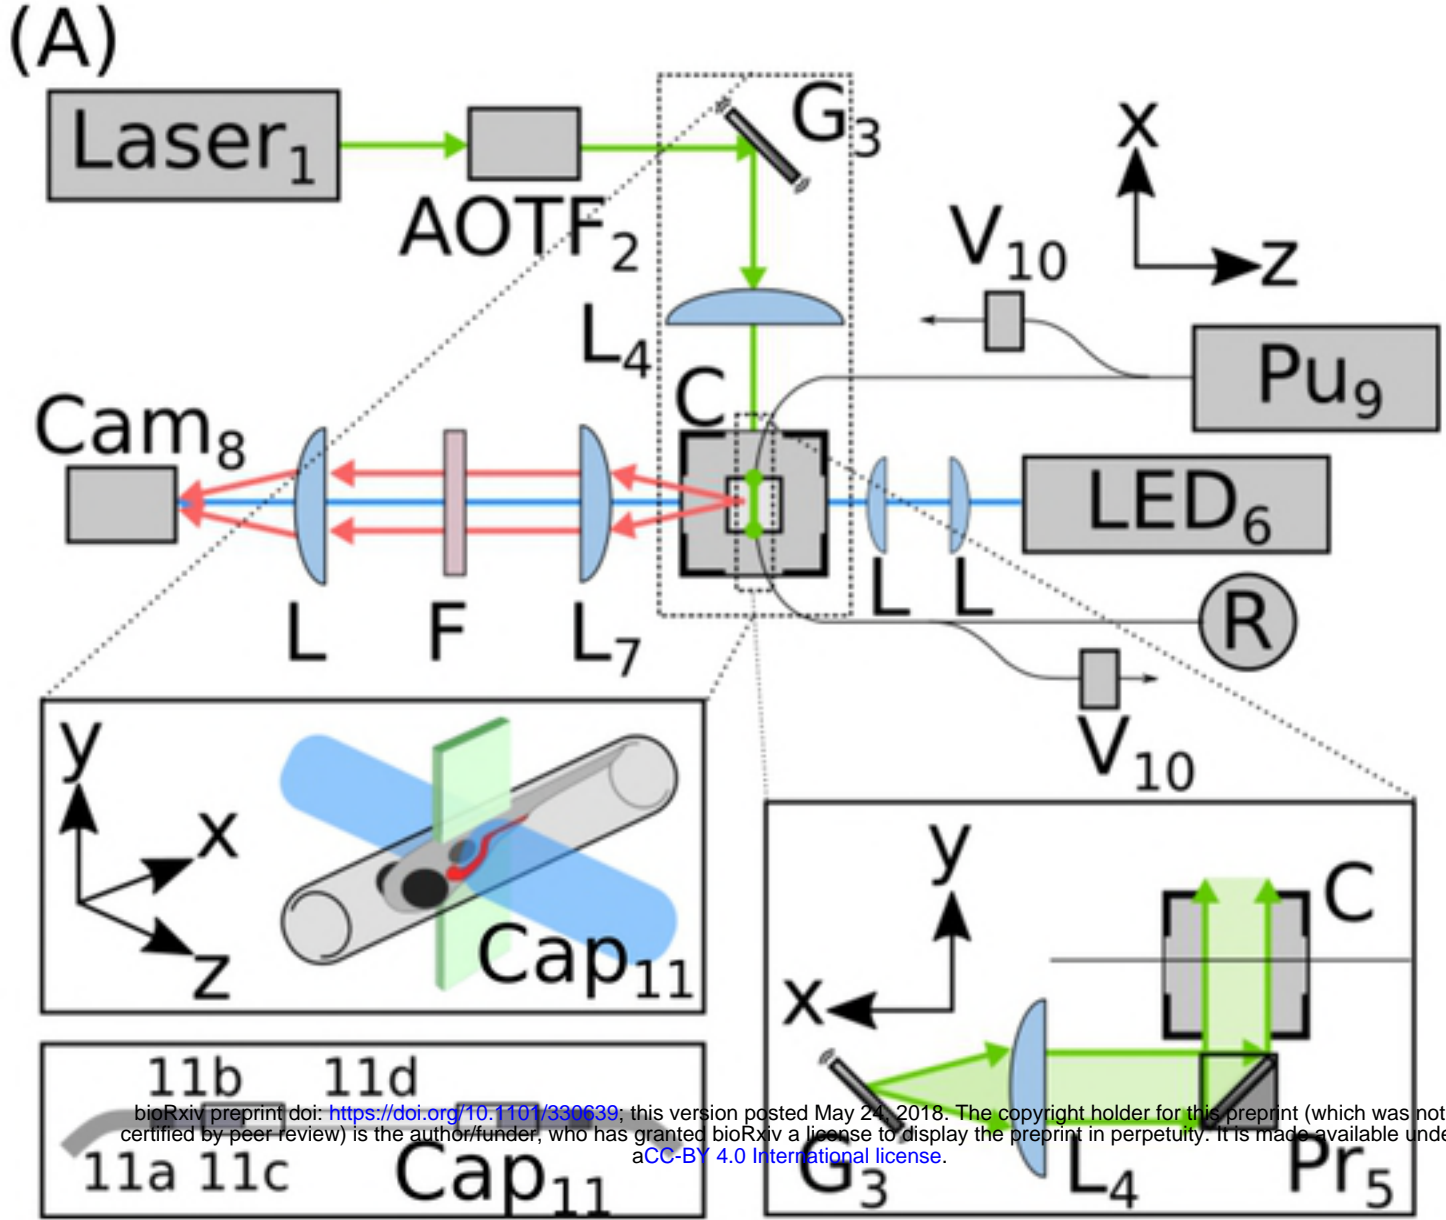 (A)
Laser1
AOTF2
G3
x
z
V10
L4
C
Pu9
Cam8
LED6
L
F
L7
L
L
R
V10
y
x
z
Cap11
y
x
C
G3
L4
Pr5
11b
11d
11a
11c
Cap11
bioRxiv preprint doi: https://doi.org/10.1101/330639; this version posted May 24, 2018. The copyright holder for this preprint (which was not
certified by peer review) is the author/funder, who has granted bioRxiv a license to display the preprint in perpetuity. It is made available unde
aCC-BY 4.0 International license.